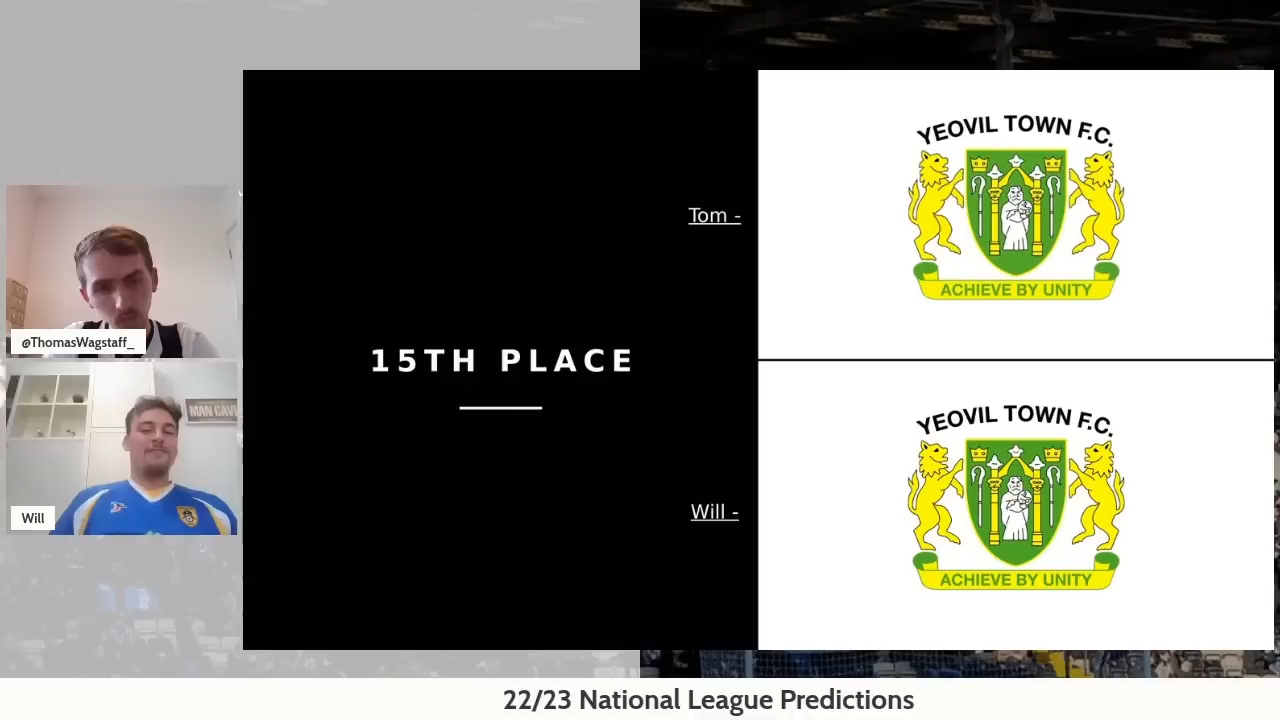 YEOVIL TOWN F.C.
ACHIEVE BY UNITY
Tom -
@ThomasWagstaff_
15TH PLACE
MAN CAVE
YEOVIL TOWN F.C.
ACHIEVE BY UNITY
Will -
Will
22/23 National League Predictions